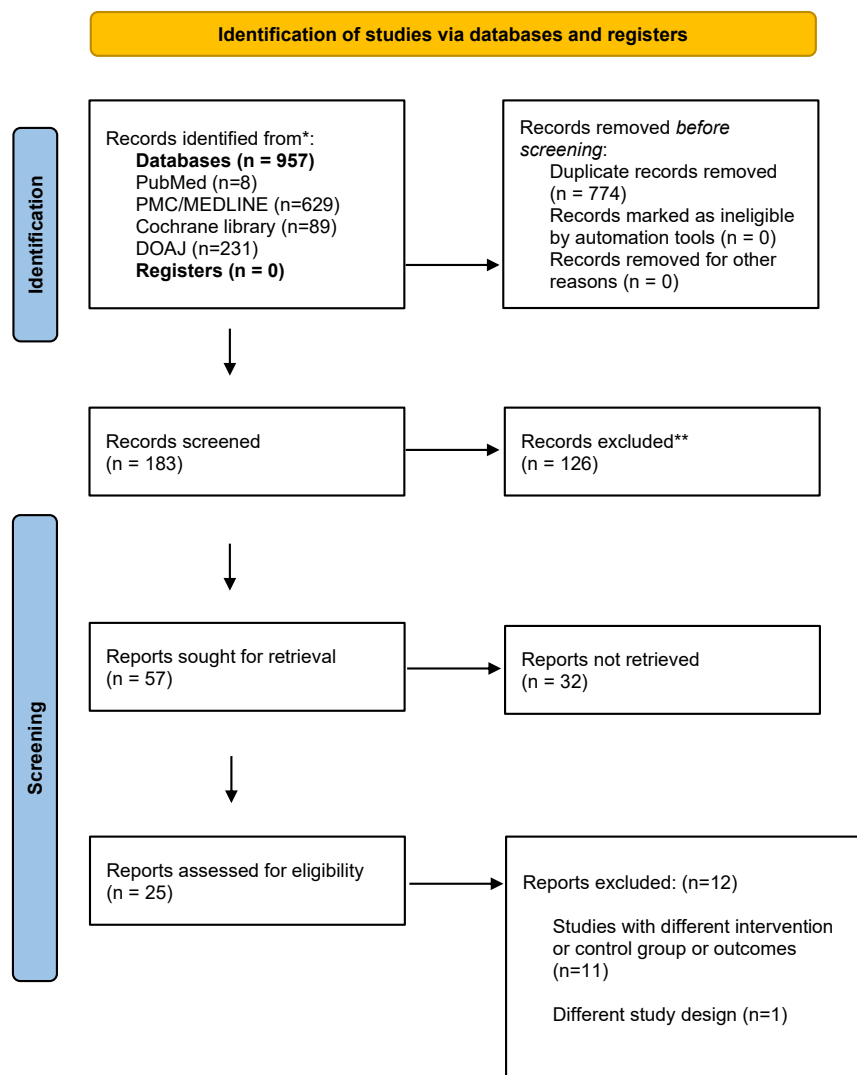 Identification of studies via databases and registers
Identification
Records identified from*:
Databases (n = 957)
PubMed (n=8)
PMC/MEDLINE (n=629)
Cochrane library (n=89)
DOAJ (n=231)
Registers (n = 0)
Records removed before
screening:
Duplicate records removed
(n = 774)
Records marked as ineligible
by automation tools (n = 0)
Records removed for other
reasons (n = 0)
Records screened
(n = 183)
Records excluded**
(n = 126)
Screening
Reports sought for retrieval
(n = 57)
Reports not retrieved
(n = 32)
Reports assessed for eligibility
(n = 25)
Reports excluded: (n=12)
Studies with different intervention
or control group or outcomes
(n=11)
Different study design (n=1)